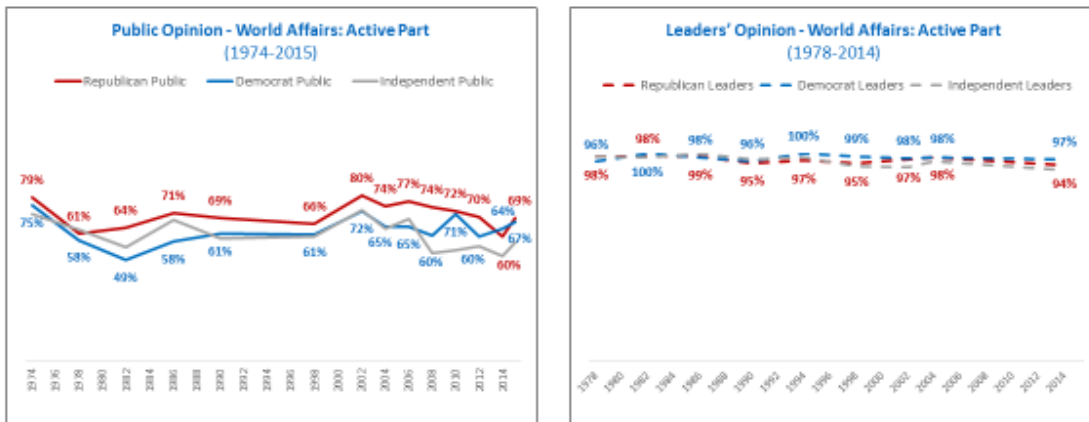 Public Opinion - World Affairs: Active Part
(1974-2015)
Republican Public Democrat Public Independent Public
79% 75% 61% 58% 64% 49% 71% 58% 69% 61% 66% 61% 80% 72% 74% 65% 77% 65% 74% 60% 72% 71% 70% 60% 64% 60% 69% 67%
1974 1976 1978 1980 1982 1984 1986 1988 1990 1992 1994 1996 1998 2000 2002 2004 2006 2008 2010 2012 2014
Leaders' Opinion - World Affairs: Active Part
(1978-2014)
Republican Leaders Democrat Leaders Independent Leaders
96% 98% 98% 96% 100% 99% 98% 98% 97%
98% 100% 99% 95% 97% 95% 97% 98% 94%
1978 1980 1982 1984 1986 1988 1990 1992 1994 1996 1998 2000 2002 2004 2006 2008 2010 2012 2014